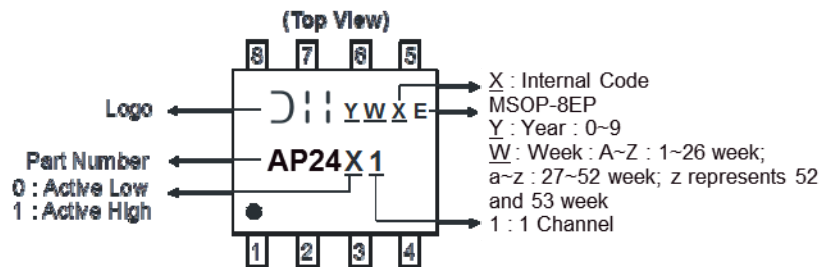 (Top View)
8 7 6 5
Logo
Y W X E
X : Internal Code
MSOP-8EP
Y : Year : 0~9
W : Week : A~Z : 1~26 week;
a~z : 27~52 week; z represents 52
and 53 week
1 : 1 Channel
Part Number
AP24X1
0 : Active Low
1 : Active High
1 2 3 4